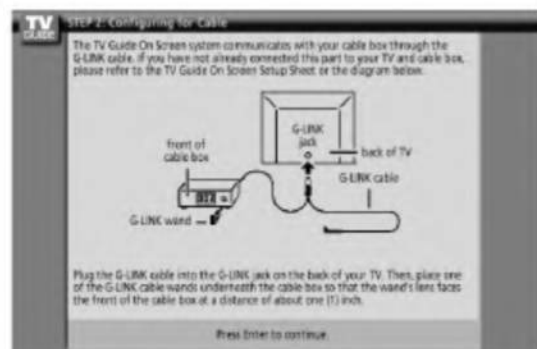 TV
GUIDE
STEP 2: Configuring for Cable
The TV Guide On Screen system communicates with your cable box through the
G-LINK cable. If you have not already connected this part to your TV and cable box,
please refer to the TV Guide On Screen Setup Sheet or the diagram below.
G-LINK
jack
front of
cable box
back of TV
G-LINK cable
G-LINK wand
Plug the G-LINK cable into the G-LINK jack on the back of your TV. Then, place one
of the G-LINK cable wands underneath the cable box so that the wand's lens faces
the front of the cable box at a distance of about one (1) inch.
Press Enter to continue.